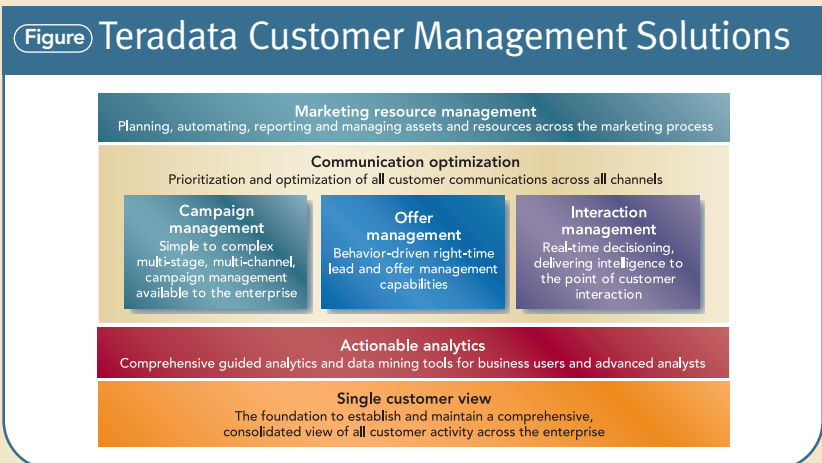 Figure Teradata Customer Management Solutions
Marketing resource management
Planning, automating, reporting and managing assets and resources across the marketing process
Communication optimization
Prioritization and optimization of all customer communications across all channels
Campaign
management
Simple to complex
multi-stage, multi-channel,
campaign management
available to the enterprise
Offer
management
Behavior-driven right-time
lead and offer management
capabilities
Interaction
management
Real-time decisioning,
delivering intelligence to
the point of customer
interaction
Actionable analytics
Comprehensive guided analytics and data mining tools for business users and advanced analysts
Single customer view
The foundation to establish and maintain a comprehensive,
consolidated view of all customer activity across the enterprise